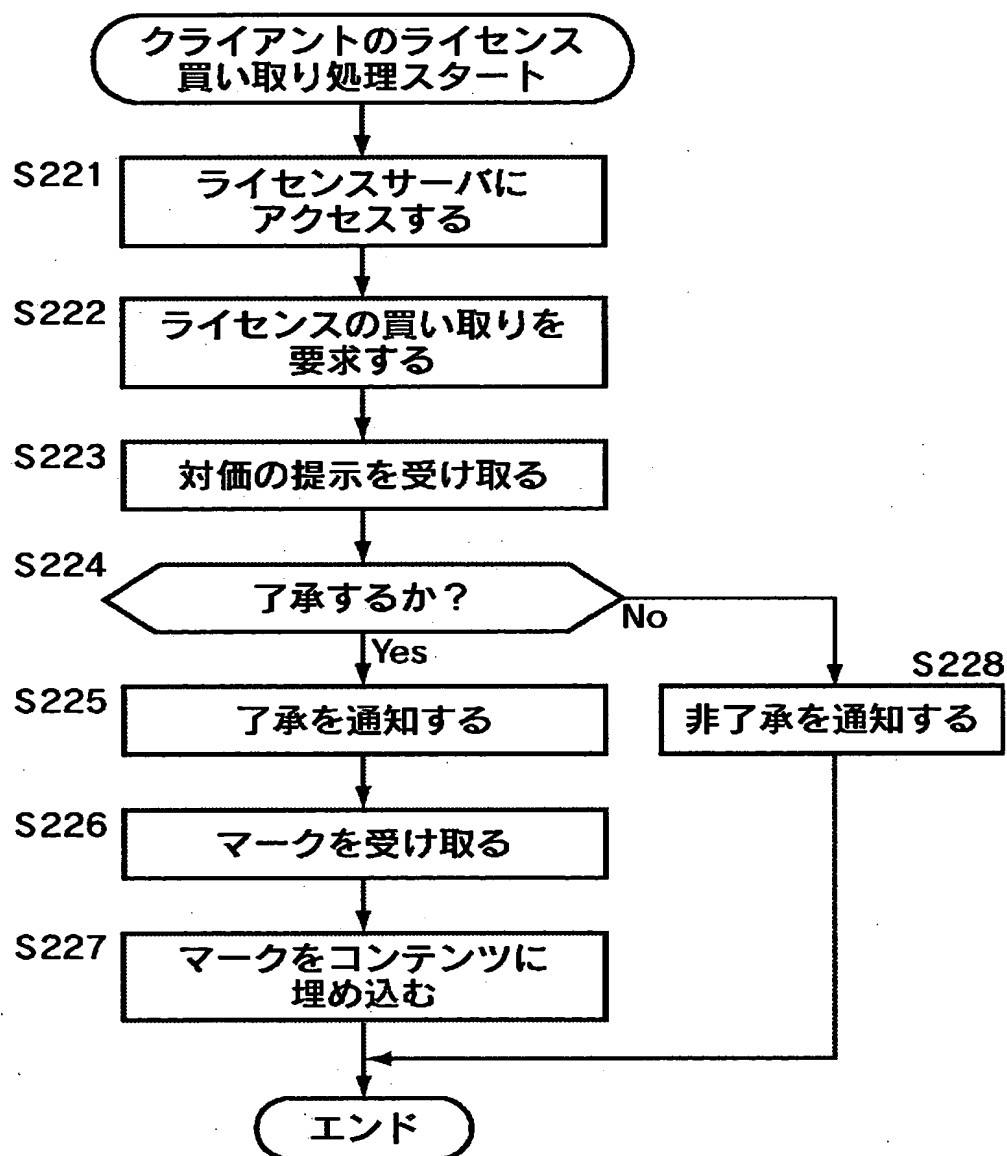 クライアントのライセンス
買い取り処理スタート
S221
ライセンスサーバに
アクセスする
S222
ライセンスの買い取りを
要求する
S223
対価の提示を受け取る
S224
了承するか？
No
Yes
S225
了承を通知する
S228
非了承を通知する
S226
マークを受け取る
S227
マークをコンテンツに
埋め込む
エンド